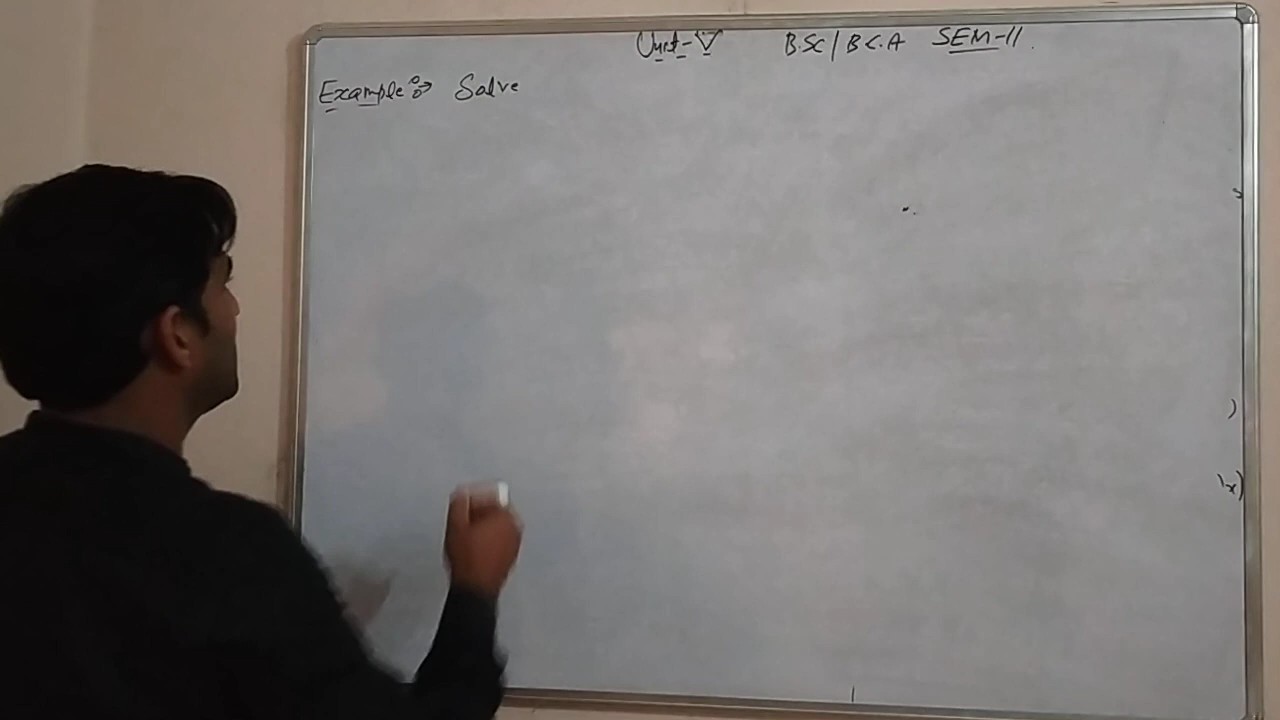 Unit-V B.SC/B.C.A SEM-II.
Example:→ Solve
)
x)